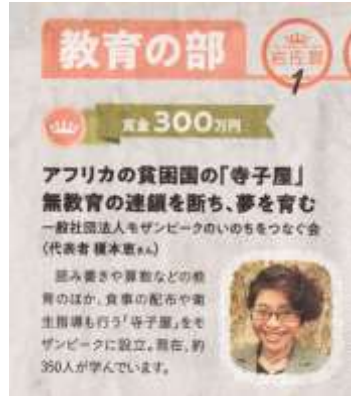 教育の部
1
賞金300万円
アフリカの貧困国の「寺子屋」
無教育の連鎖を断ち、夢を育む
一般社団法人モザンビークのいのちをつなぐ会
(代表者 榎本恵さん)
読み書きや算数などの教
育のほか、食事の配布や衛
生指導も行う「寺子屋」をモ
ザンビークに設立。現在、約
350人が学んでいます。